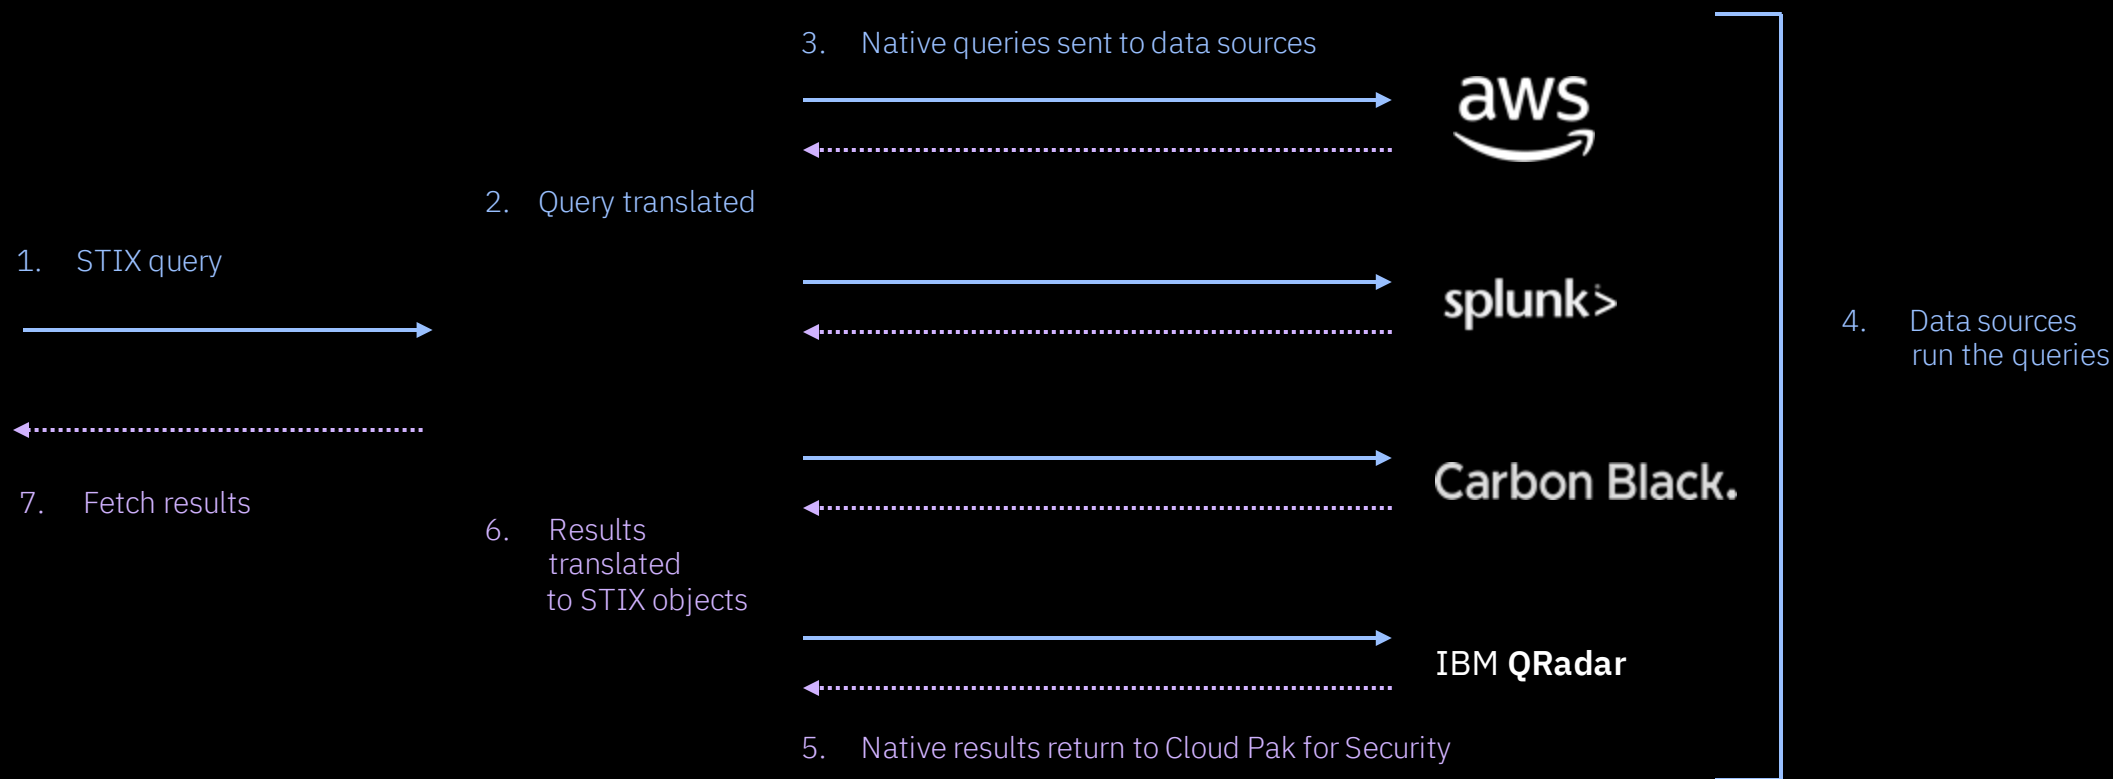 3. Native queries sent to data sources
aws
2. Query translated
1. STIX query
splunk>
4. Data sources
run the queries
Carbon Black.
7. Fetch results
6. Results
translated
to STIX objects
IBM QRadar
5. Native results return to Cloud Pak for Security